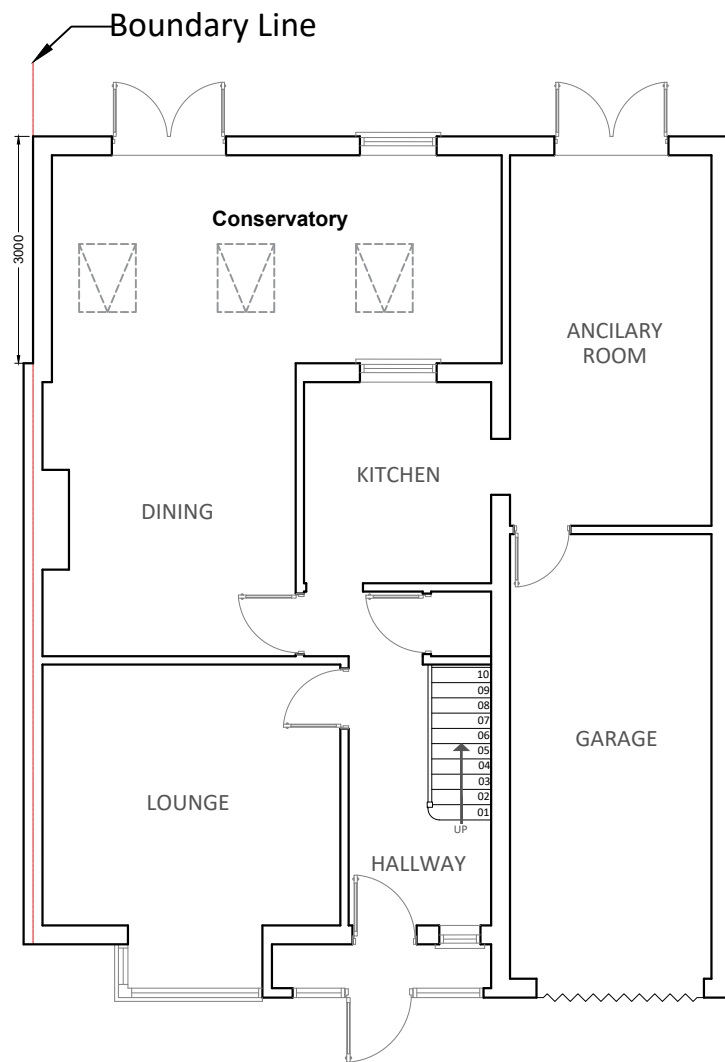 Boundary Line
3000
Conservatory
ANCILARY
ROOM
KITCHEN
DINING
10
09
08
07
06
05
04
03
02
01
UP
GARAGE
LOUNGE
HALLWAY